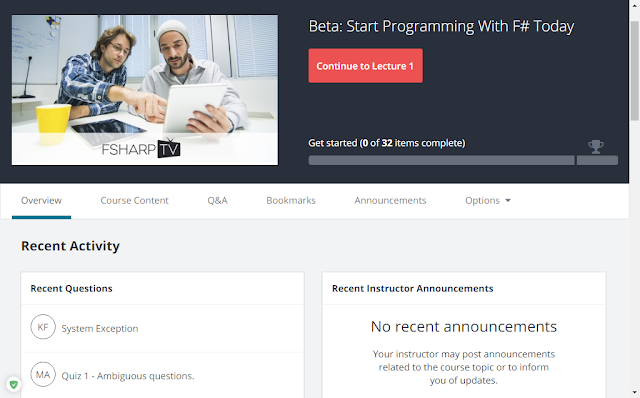 Beta: Start Programming With F# Today
Continue to Lecture 1
FSHARP TV
Get started (0 of 32 items complete)
Overview Course Content Q&A Bookmarks Announcements Options
Recent Activity
Recent Questions
KF System Exception
MA Quiz 1 - Ambiguous questions.
Recent Instructor Announcements
No recent announcements
Your instructor may post announcements
related to the course topic or to inform
you of updates.